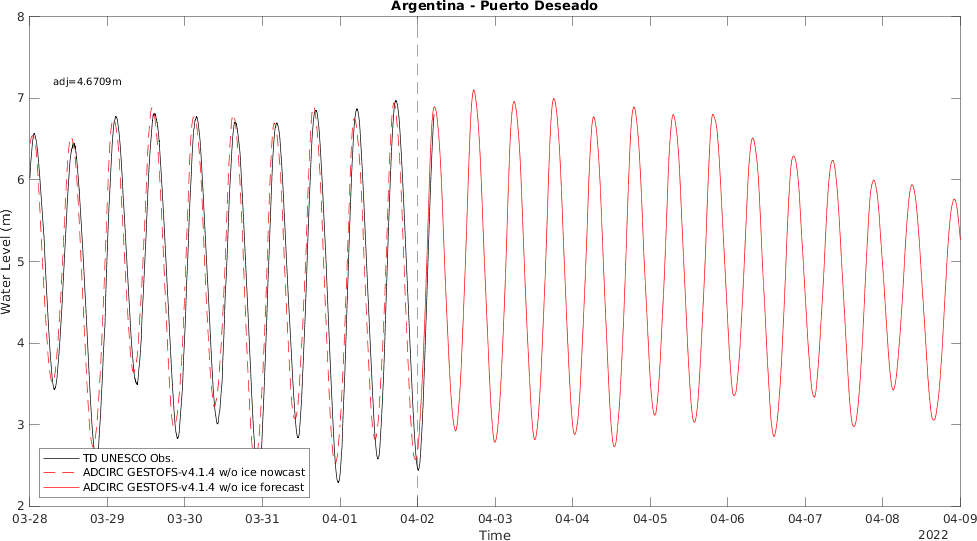 Argentina - Puerto Deseado
8
7
6
5
4
3
2
Water Level (m)
adj=4.6709m
TD UNESCO Obs.
ADCIRC GESTOFS-v4.1.4 w/o ice nowcast
ADCIRC GESTOFS-v4.1.4 w/o ice forecast
03-28 03-29 03-30 03-31 04-01 04-02 04-03 04-04 04-05 04-06 04-07 04-08 04-09
Time
2022